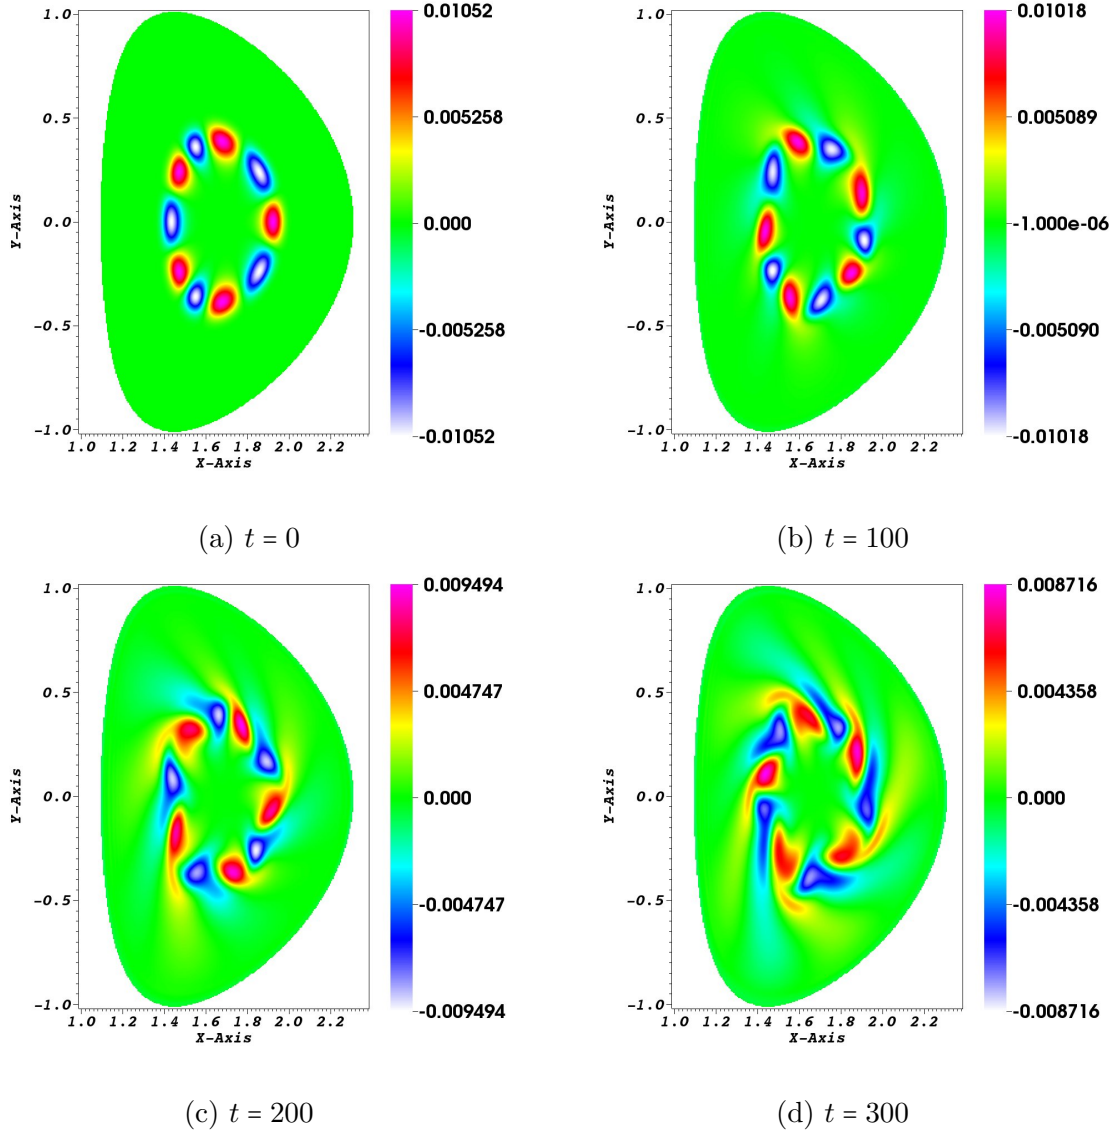 1.0
0.5
0.0
-0.5
-1.0
Y-Axis
1.0 1.2 1.4 1.6 1.8 2.0 2.2
X-Axis
0.01052
0.005258
0.000
-0.005258
-0.01052
(a) t = 0
1.0
0.5
0.0
-0.5
-1.0
Y-Axis
1.0 1.2 1.4 1.6 1.8 2.0 2.2
X-Axis
0.01018
0.005089
-1.000e-06
-0.005090
-0.01018
(b) t = 100
1.0
0.5
0.0
-0.5
-1.0
Y-Axis
1.0 1.2 1.4 1.6 1.8 2.0 2.2
X-Axis
0.009494
0.004747
0.000
-0.004747
-0.009494
(c) t = 200
1.0
0.5
0.0
-0.5
-1.0
Y-Axis
1.0 1.2 1.4 1.6 1.8 2.0 2.2
X-Axis
0.008716
0.004358
0.000
-0.004358
-0.008716
(d) t = 300